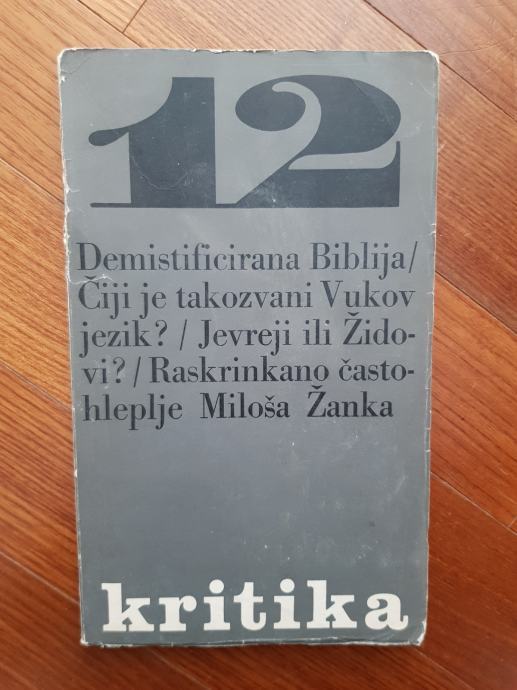 12
Demistificirana Biblija/
Čiji je takozvani Vukov
jezik? / Jevreji ili Žido-
vi? / Raskrinkano často-
hleplje Miloša Žanka
kritika